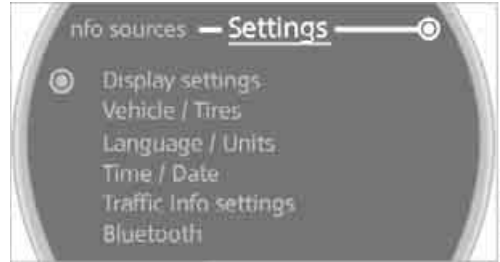 nfo sources Settings
Display settings
Vehicle / Tires
Language / Units
Time / Date
Traffic Info settings
Bluetooth